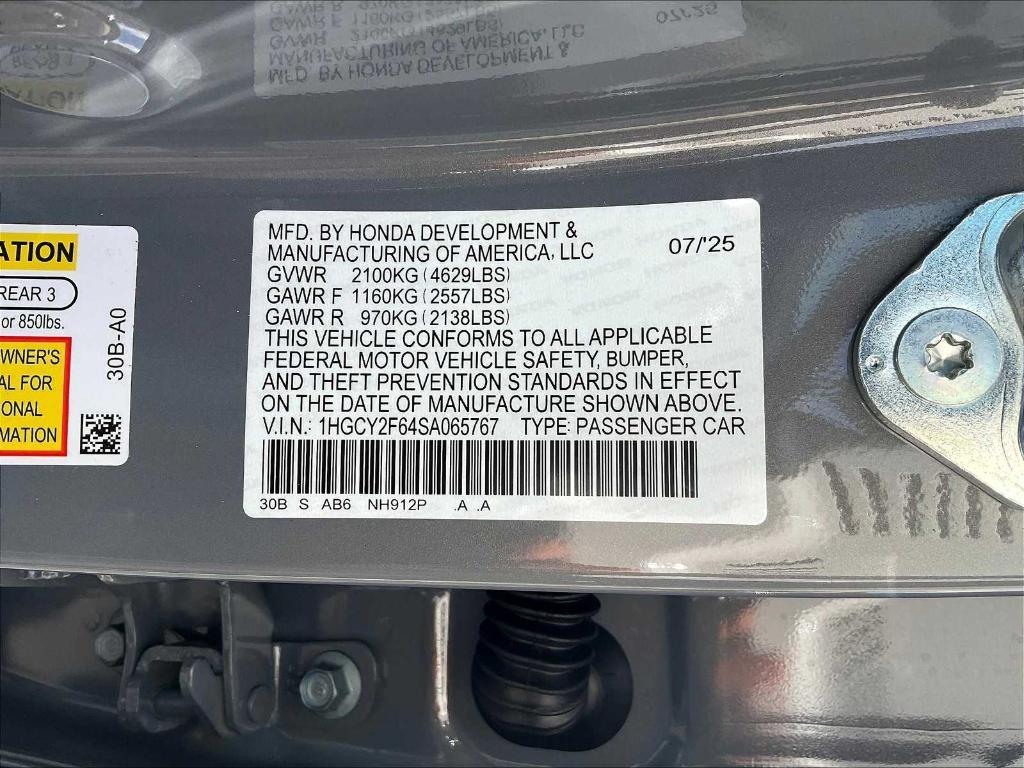 MFD. BY HONDA DEVELOPMENT &
MANUFACTURING OF AMERICA, LLC 07/'25
GVWR 2100KG (4629LBS)
GAWR F 1160KG (2557LBS)
GAWR R 970KG (2138LBS)
THIS VEHICLE CONFORMS TO ALL APPLICABLE
FEDERAL MOTOR VEHICLE SAFETY, BUMPER,
AND THEFT PREVENTION STANDARDS IN EFFECT
ON THE DATE OF MANUFACTURE SHOWN ABOVE.
V.I.N.: 1HGCY2F64SA065767 TYPE: PASSENGER CAR
30B S AB6 NH912P .A .A
ATION
REAR 3
or 850lbs.
WNER'S
AL FOR
ONAL
MATION
30B-A0